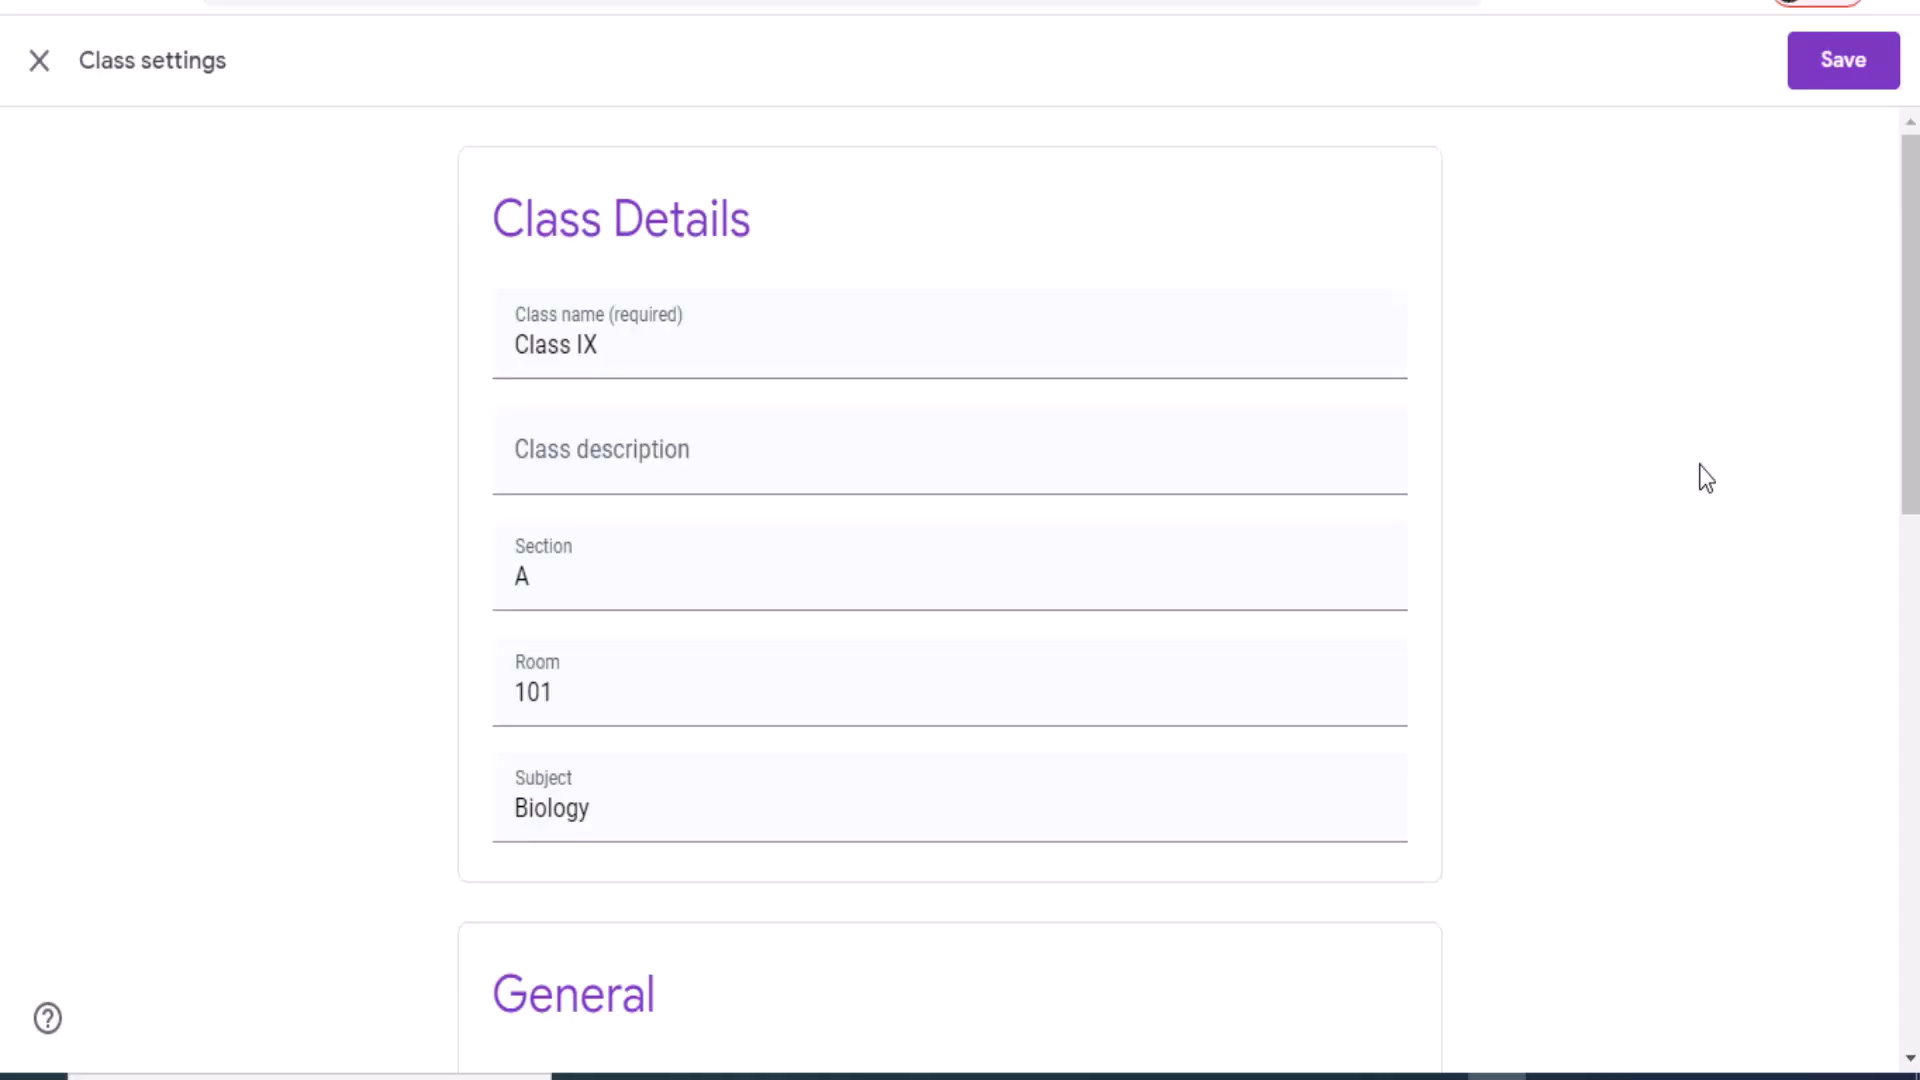 Class settings
Save
Class Details
Class name (required)
Class IX
Class description
Section
A
Room
101
Subject
Biology
General